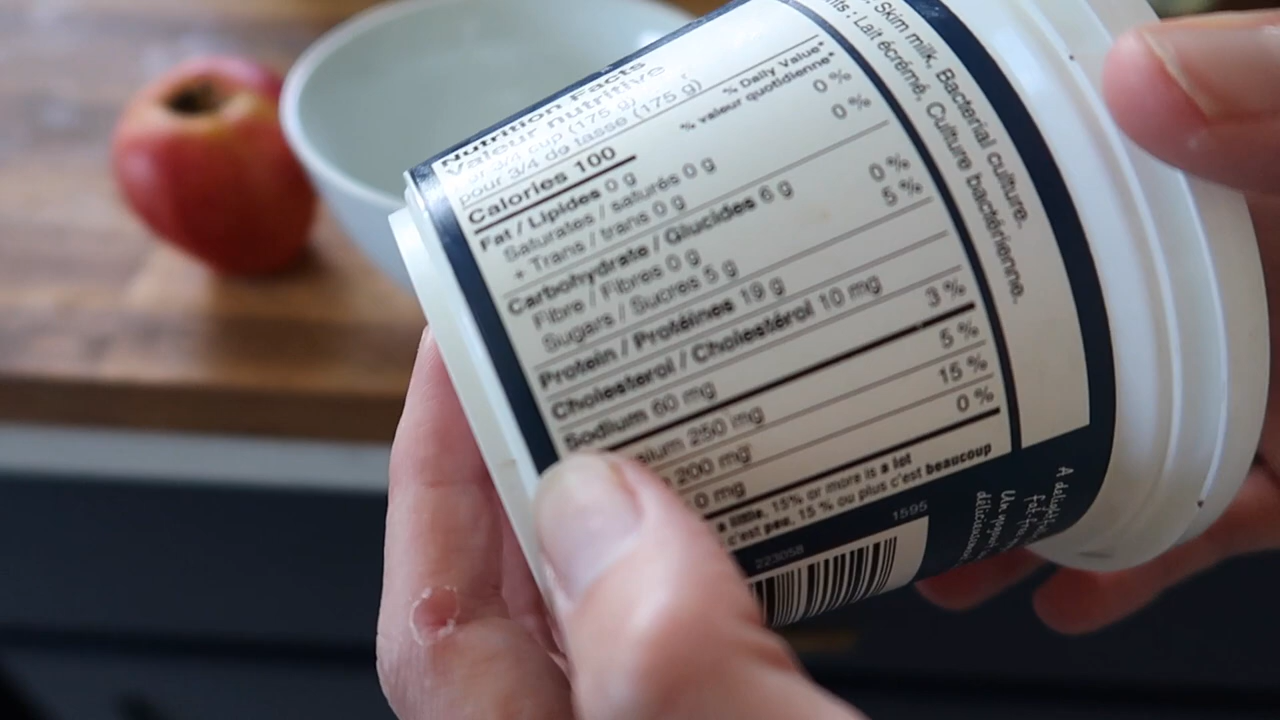 Nutrition Facts
Valeur nutritive
Per 3/4 cup (175 g)
pour 3/4 de tasse (175 g)
Calories 100
% Daily Value*
% valeur quotidienne*
Fat / Lipides 0 g 0 %
Saturates / saturés 0 g
+ Trans / trans 0 g 0 %
Carbohydrate / Glucides 6 g
Fibre / Fibres 0 g 0 %
Sugars / Sucres 5 g 5 %
Protein / Protéines 19 g
Cholesterol / Cholestérol 10 mg
Sodium 60 mg 3 %
250 mg 5 %
200 mg 15 %
0 mg 0 %
a little, 15% or more is a lot
c'est peu, 15 % ou plus c'est beaucoup
: Skim milk, Bacterial culture.
: Lait écrémé, Culture bactérienne.
1595
223058